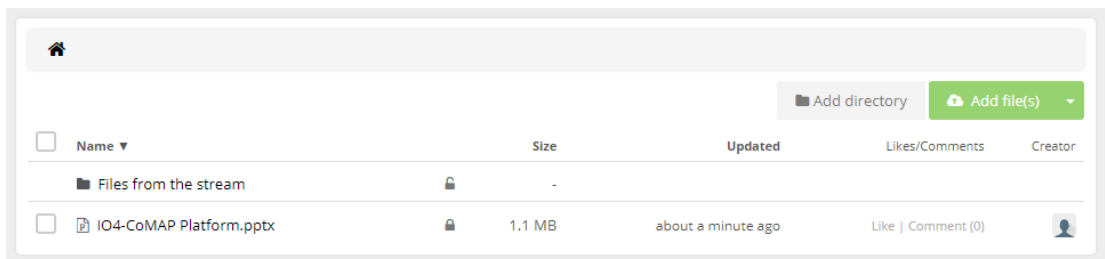 Add directory Add file(s)
Name ▼ Size Updated Likes/Comments Creator
Files from the stream -
IO4-CoMAP Platform.pptx 1.1 MB about a minute ago Like | Comment (0)